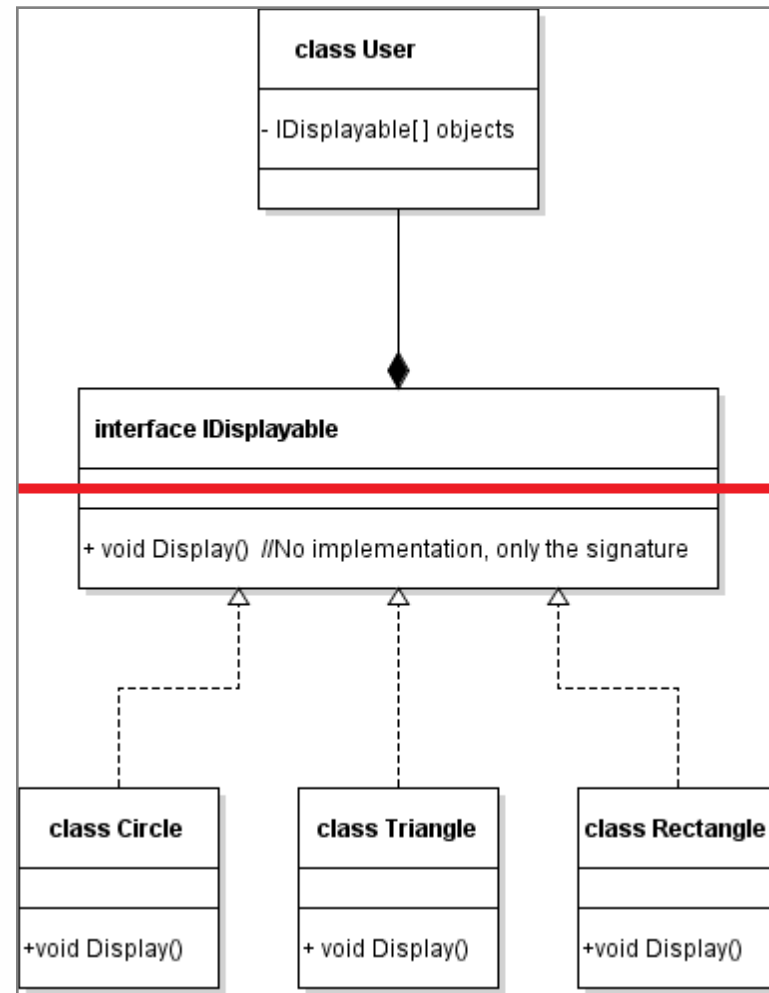 class User
- IDisplayable[] objects
interface IDisplayable
+ void Display()  //No implementation, only the signature
class Circle
+void Display()
class Triangle
+ void Display()
class Rectangle
+void Display()